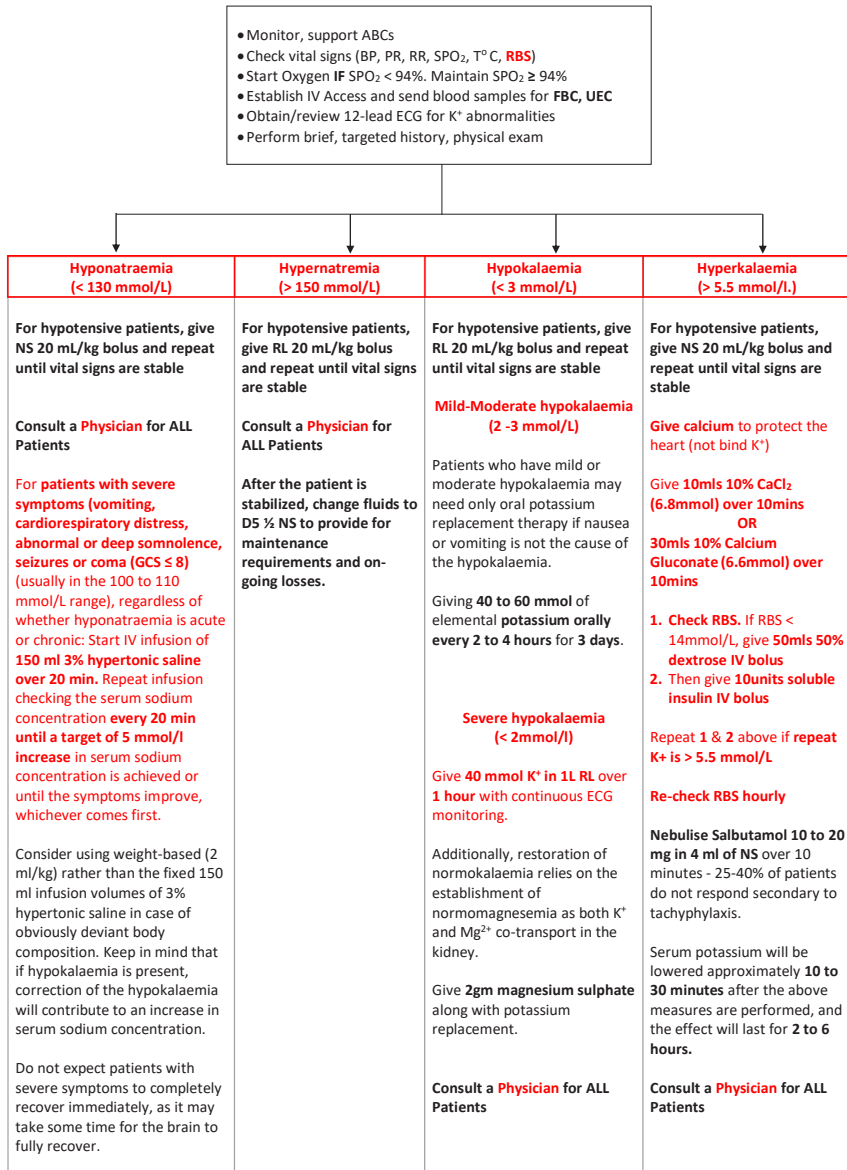 •Monitor, support ABCs
•Check vital signs (BP, PR, RR, SPO₂, T° C, RBS)
•Start Oxygen IF SPO₂ < 94%. Maintain SPO₂ ≥ 94%
•Establish IV Access and send blood samples for FBC, UEC
•Obtain/review 12-lead ECG for K⁺ abnormalities
•Perform brief, targeted history, physical exam
Hyponatraemia
(< 130 mmol/L)
For hypotensive patients, give
NS 20 mL/kg bolus and repeat
until vital signs are stable
Consult a Physician for ALL
Patients
For patients with severe
symptoms (vomiting,
cardiorespiratory distress,
abnormal or deep somnolence,
seizures or coma (GCS ≤ 8)
(usually in the 100 to 110
mmol/L range), regardless of
whether hyponatraemia is acute
or chronic: Start IV infusion of
150 ml 3% hypertonic saline
over 20 min. Repeat infusion
checking the serum sodium
concentration every 20 min
until a target of 5 mmol/l
increase in serum sodium
concentration is achieved or
until the symptoms improve,
whichever comes first.
Consider using weight-based (2
ml/kg) rather than the fixed 150
ml infusion volumes of 3%
hypertonic saline in case of
obviously deviant body
composition. Keep in mind that
if hypokalaemia is present,
correction of the hypokalaemia
will contribute to an increase in
serum sodium concentration.
Do not expect patients with
severe symptoms to completely
recover immediately, as it may
take some time for the brain to
fully recover.
Hypernatremia
(> 150 mmol/L)
For hypotensive patients,
give RL 20 mL/kg bolus
and repeat until vital signs
are stable
Consult a Physician for
ALL Patients
After the patient is
stabilized, change fluids to
D5 ½ NS to provide for
maintenance
requirements and on-
going losses.
Hypokalaemia
(< 3 mmol/L)
For hypotensive patients, give
RL 20 mL/kg bolus and repeat
until vital signs are stable
Mild-Moderate hypokalaemia
(2 -3 mmol/L)
Patients who have mild or
moderate hypokalaemia may
need only oral potassium
replacement therapy if nausea
or vomiting is not the cause of
the hypokalaemia.
Giving 40 to 60 mmol of
elemental potassium orally
every 2 to 4 hours for 3 days.
Severe hypokalaemia
(< 2mmol/l)
Give 40 mmol K⁺ in 1L RL over
1 hour with continuous ECG
monitoring.
Additionally, restoration of
normokalaemia relies on the
establishment of
normomagnesemia as both K⁺
and Mg²⁺ co-transport in the
kidney.
Give 2gm magnesium sulphate
along with potassium
replacement.
Consult a Physician for ALL
Patients
Hyperkalaemia
(> 5.5 mmol/l.)
For hypotensive patients,
give NS 20 mL/kg bolus and
repeat until vital signs are
stable
Give calcium to protect the
heart (not bind K⁺)
Give 10mls 10% CaCl₂
(6.8mmol) over 10mins
OR
30mls 10% Calcium
Gluconate (6.6mmol) over
10mins
1. Check RBS. If RBS <
14mmol/L, give 50mls 50%
dextrose IV bolus
2. Then give 10units soluble
insulin IV bolus
Repeat 1 & 2 above if repeat
K+ is > 5.5 mmol/L
Re-check RBS hourly
Nebulise Salbutamol 10 to 20
mg in 4 ml of NS over 10
minutes - 25-40% of patients
do not respond secondary to
tachyphylaxis.
Serum potassium will be
lowered approximately 10 to
30 minutes after the above
measures are performed, and
the effect will last for 2 to 6
hours.
Consult a Physician for ALL
Patients